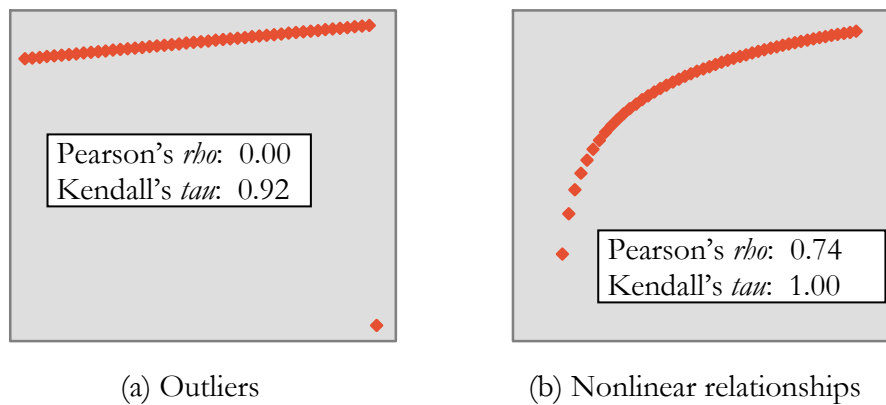 Pearson's rho: 0.00
Kendall's tau: 0.92
Pearson's rho: 0.74
Kendall's tau: 1.00
(a) Outliers
(b) Nonlinear relationships